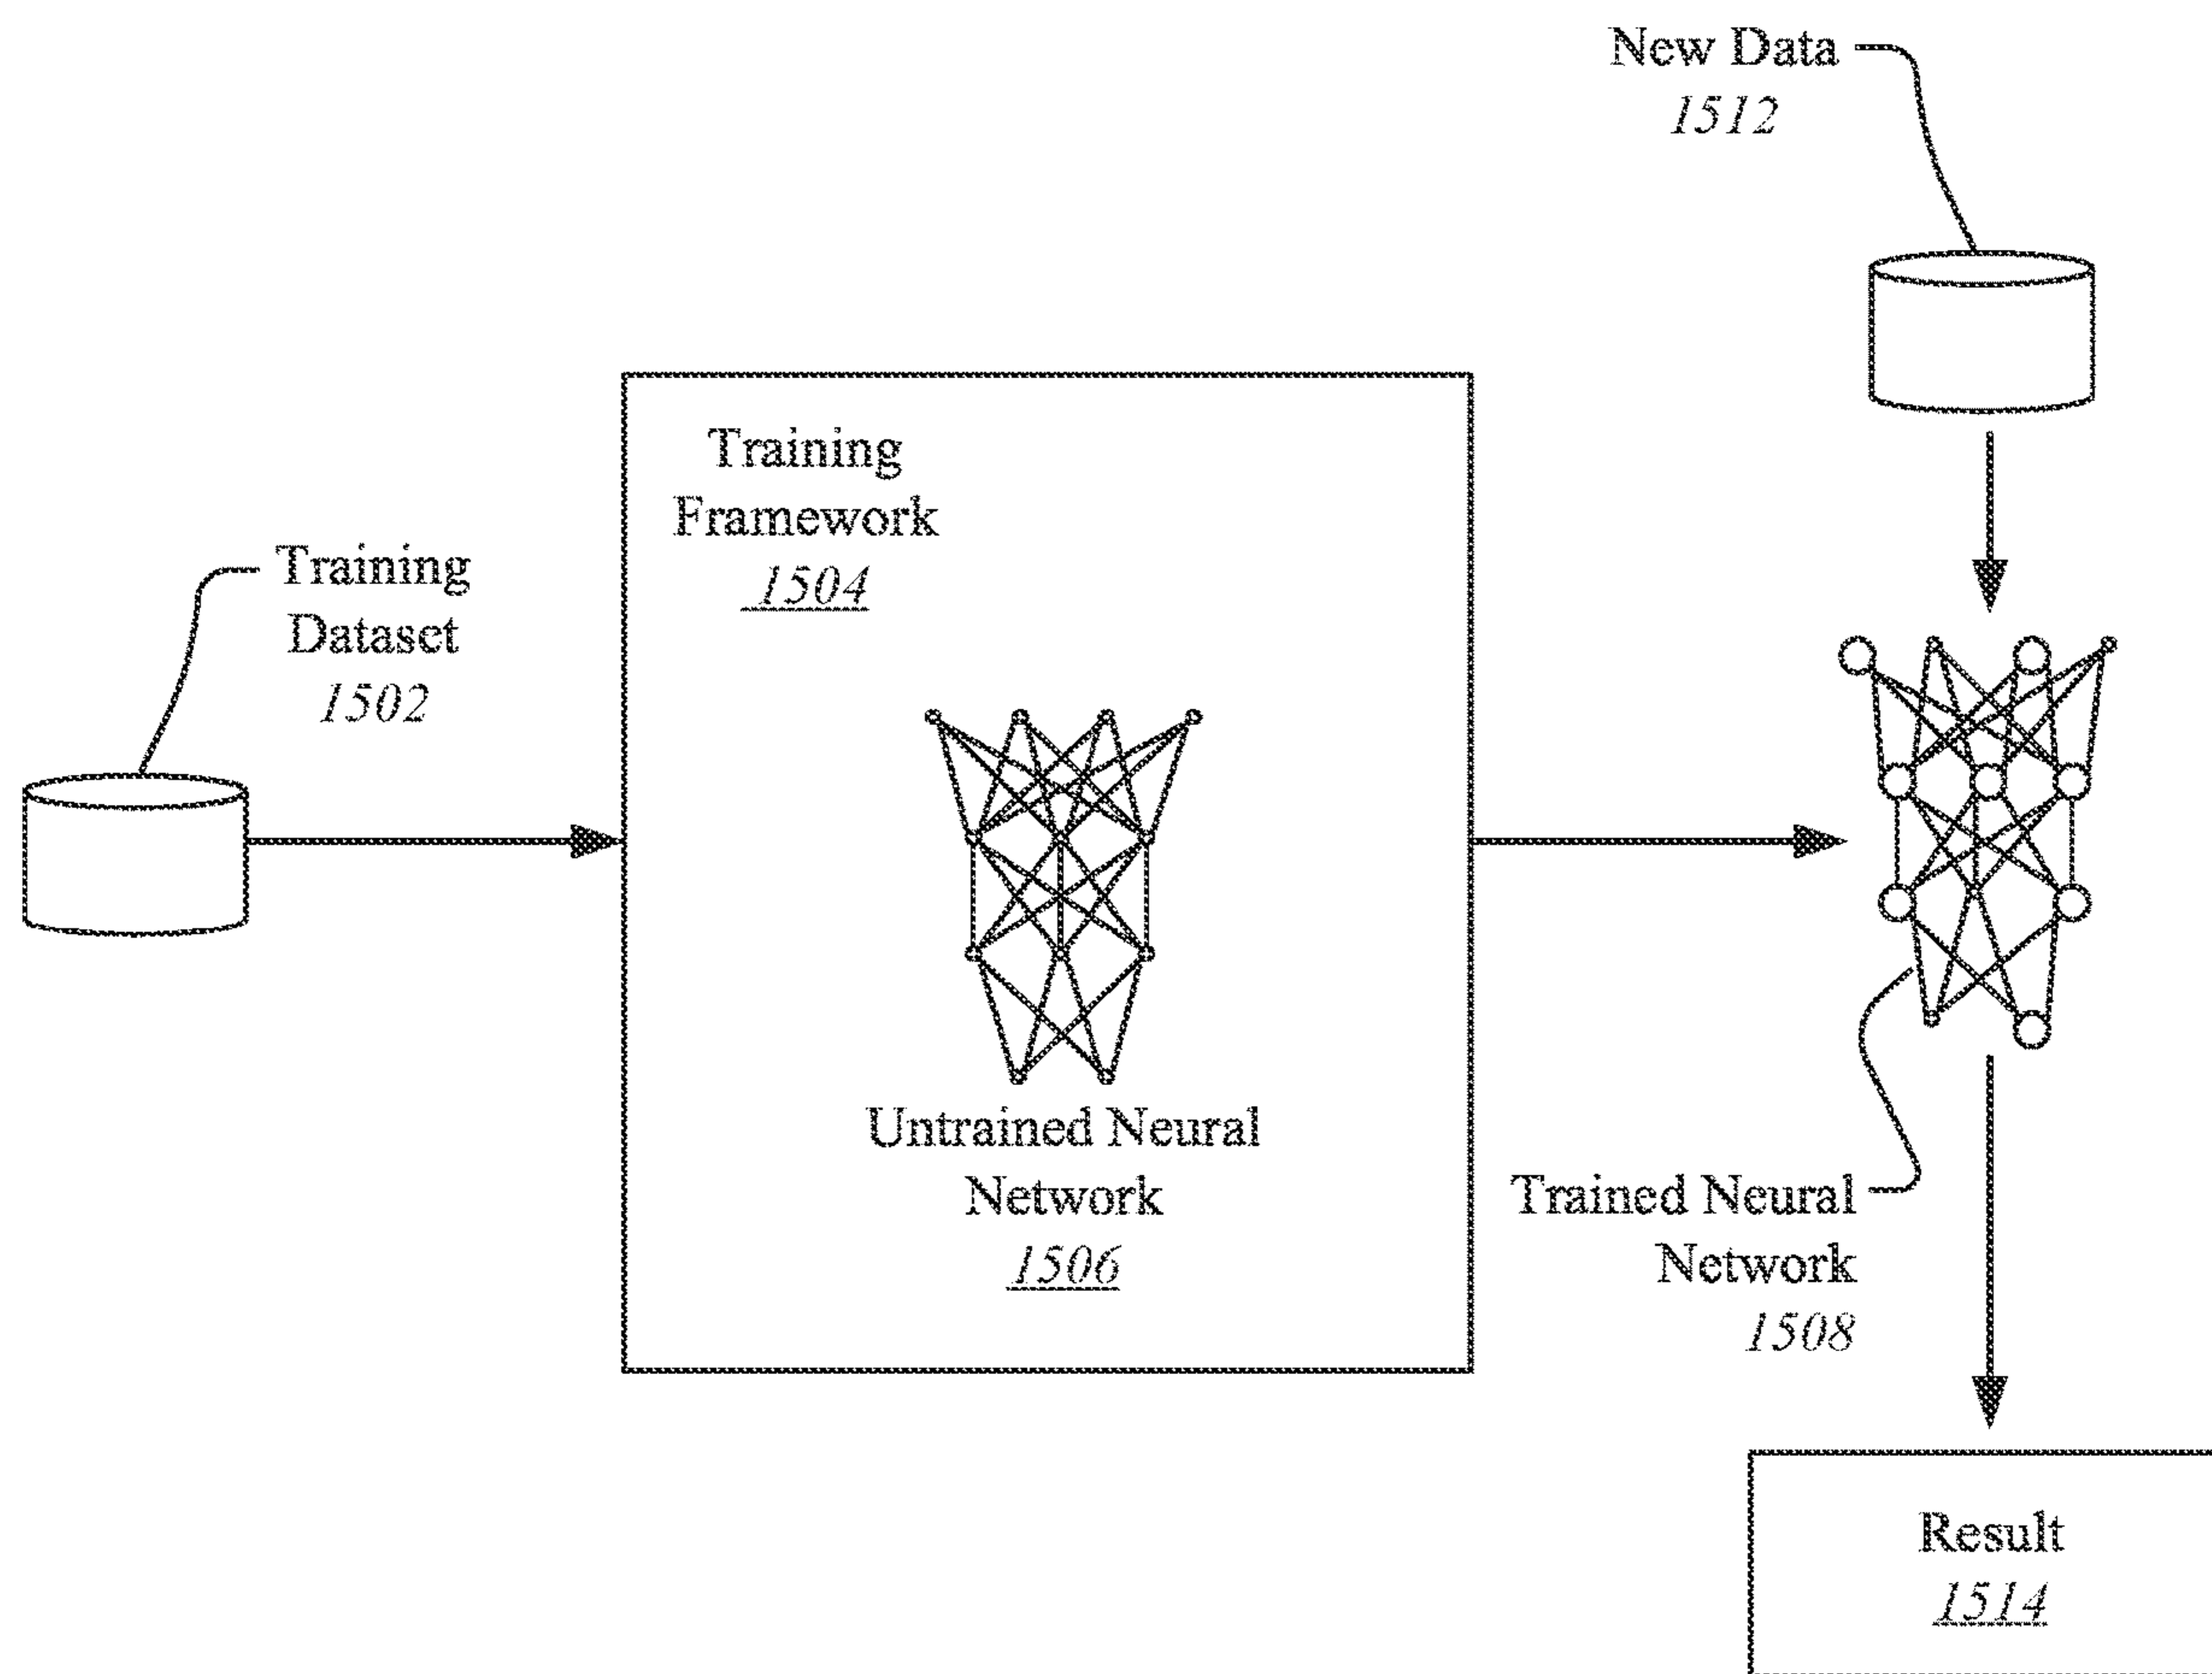 New Data
1512
Training
Framework
1504
Training
Dataset
1502
Untrained Neural
Network
1506
Trained Neural
Network
1508
Result
1514